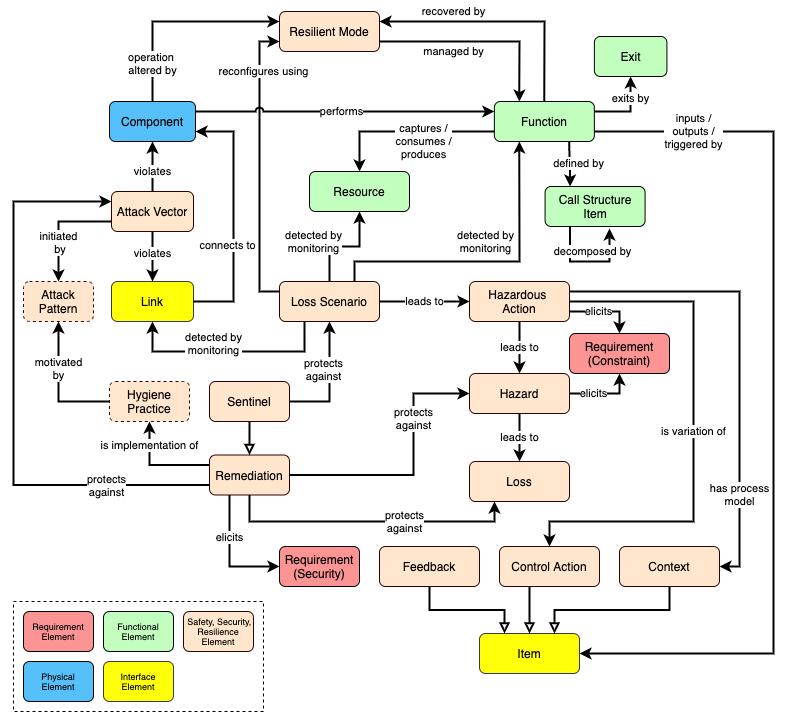 recovered by
Resilient Mode
managed by
operation
altered by
reconfigures using
Exit
exits by
Component
performs
Function
inputs /
outputs /
triggered by
captures /
consumes /
produces
defined by
violates
Resource
Call Structure
Item
Attack Vector
initiated
by
violates
connects to
detected by
monitoring
detected by
monitoring
decomposed by
Attack
Pattern
Link
Loss Scenario
leads to
Hazardous
Action
elicits
Requirement
(Constraint)
detected by
monitoring
leads to
motivated
by
protects
against
Hygiene
Practice
Sentinel
Hazard
elicits
protects
against
is variation of
is implementation of
leads to
protects
against
Remediation
Loss
has process
model
protects
against
elicits
Requirement
(Security)
Feedback
Control Action
Context
Requirement
Element
Functional
Element
Safety, Security,
Resilience
Element
Item
Physical
Element
Interface
Element